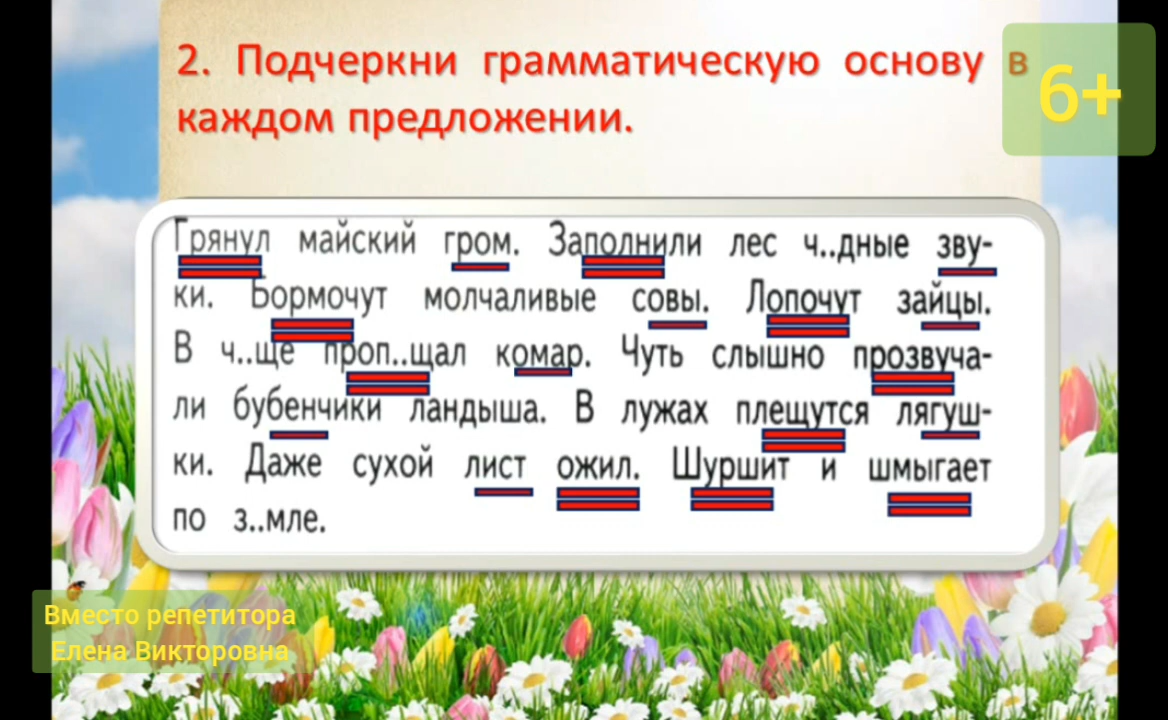 2. Подчеркни грамматическую основу в
каждом предложении.
6+
Грянул майский гром. Заполнили лес ч..дные зву-
ки. Бормочут молчаливые совы. Лопочут зайцы.
В ч..ще проп..щал комар. Чуть слышно прозвуча-
ли бубенчики ландыша. В лужах плещутся лягуш-
ки. Даже сухой лист ожил. Шуршит и шмыгает
по з..мле.
Вместо репетитора
Елена Викторовна